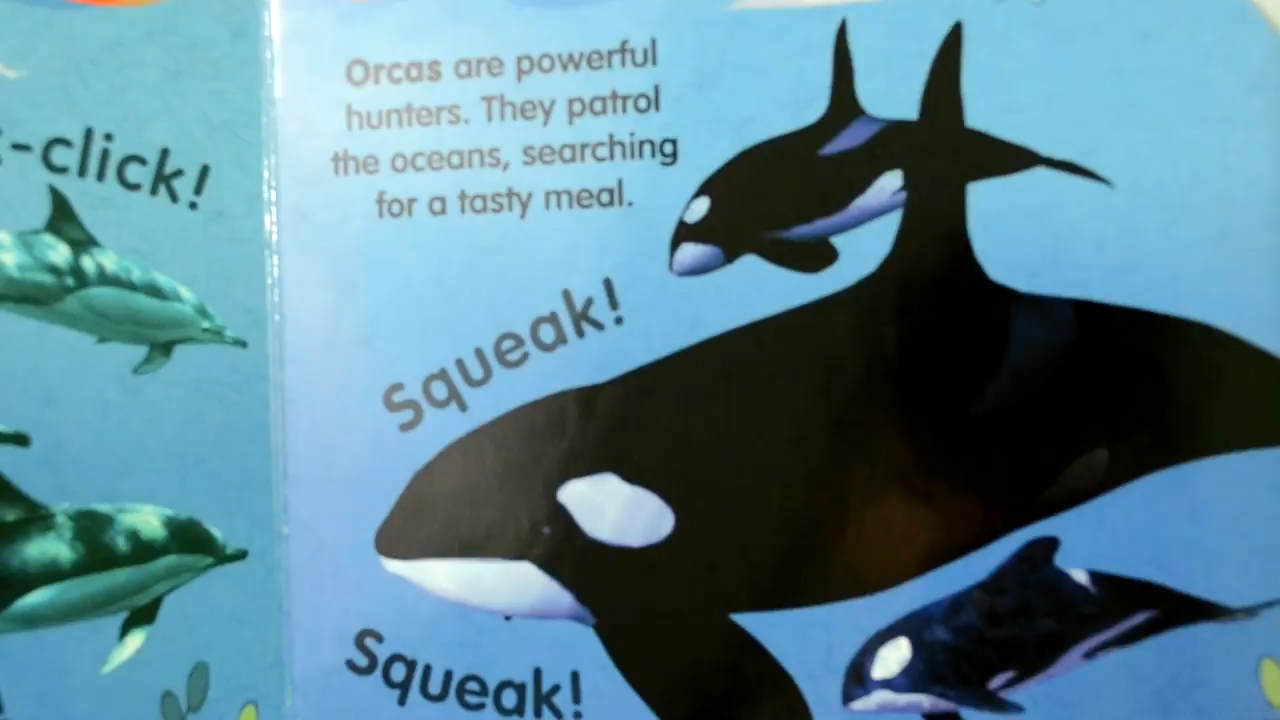 -click!
Orcas are powerful
hunters. They patrol
the oceans, searching
for a tasty meal.
Squeak!
Squeak!